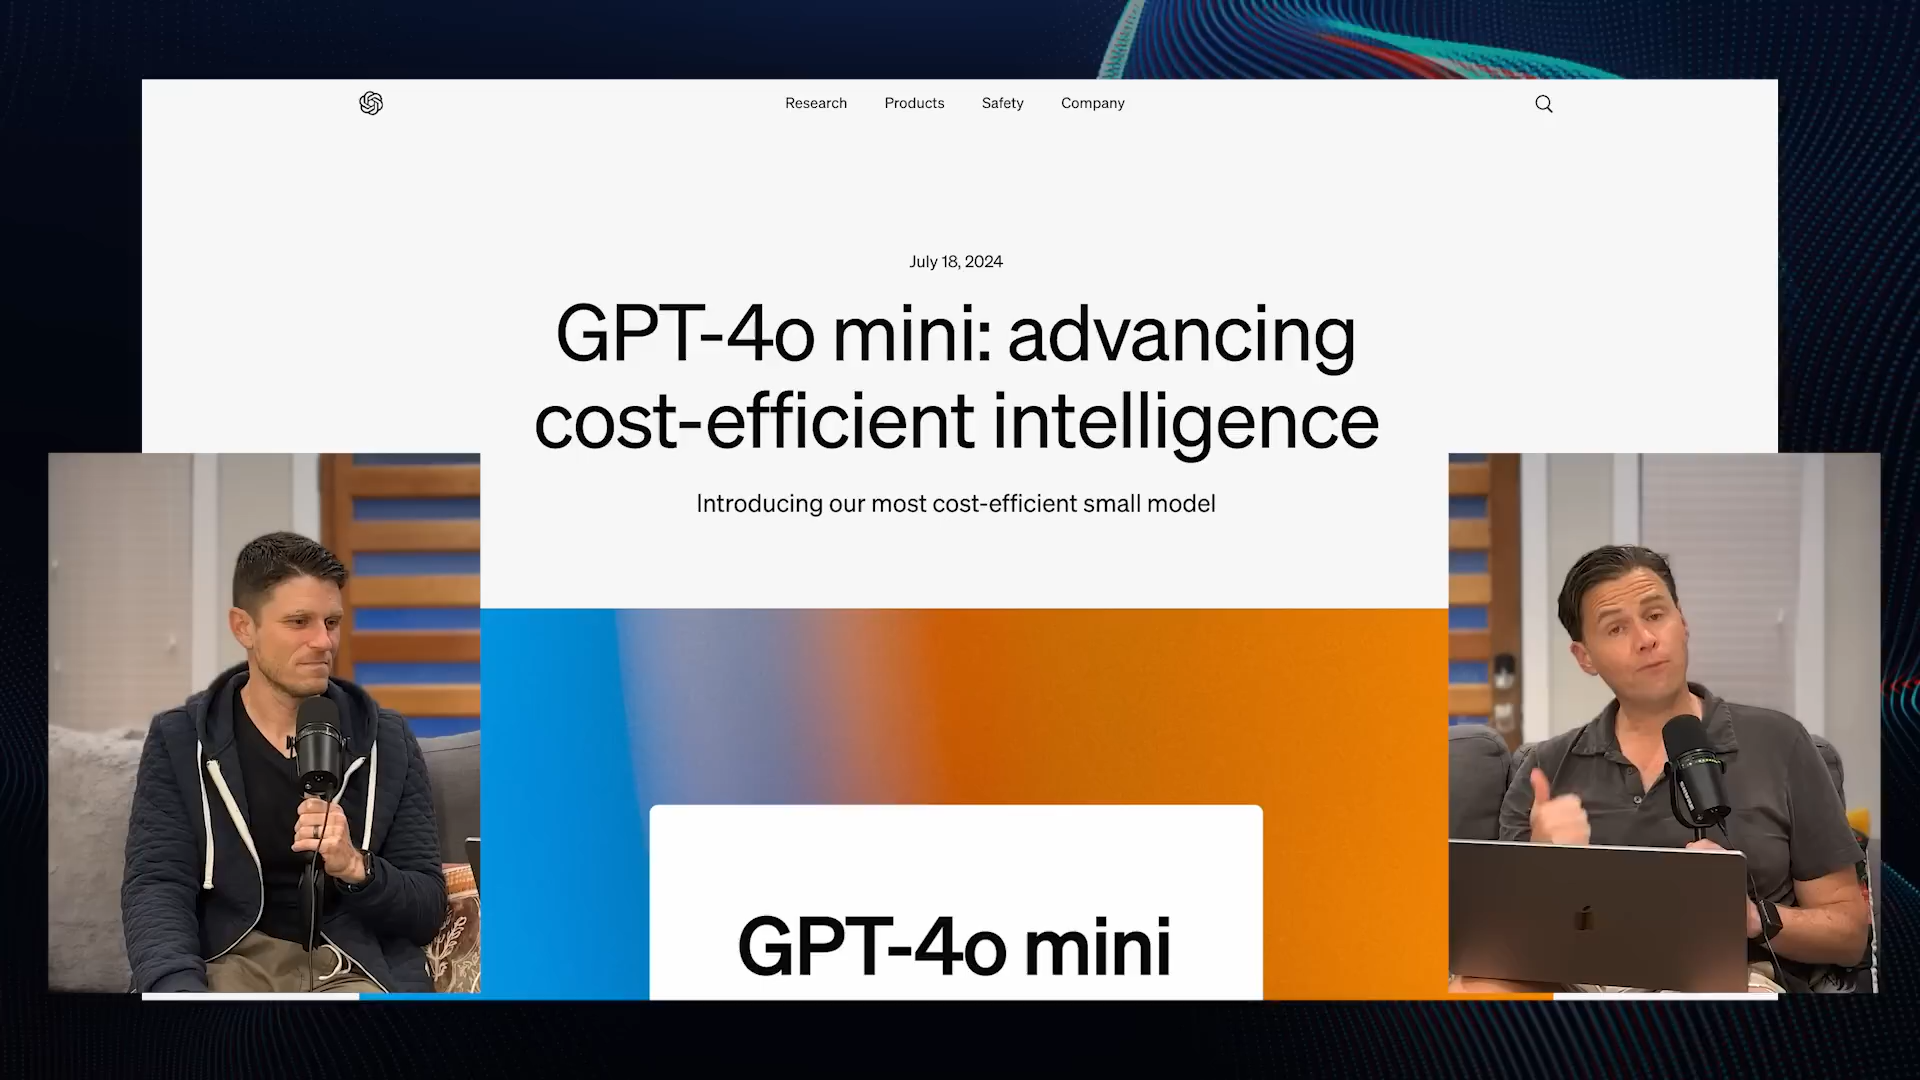 Research Products Safety Company
July 18, 2024
GPT-4o mini: advancing
cost-efficient intelligence
Introducing our most cost-efficient small model
GPT-4o mini